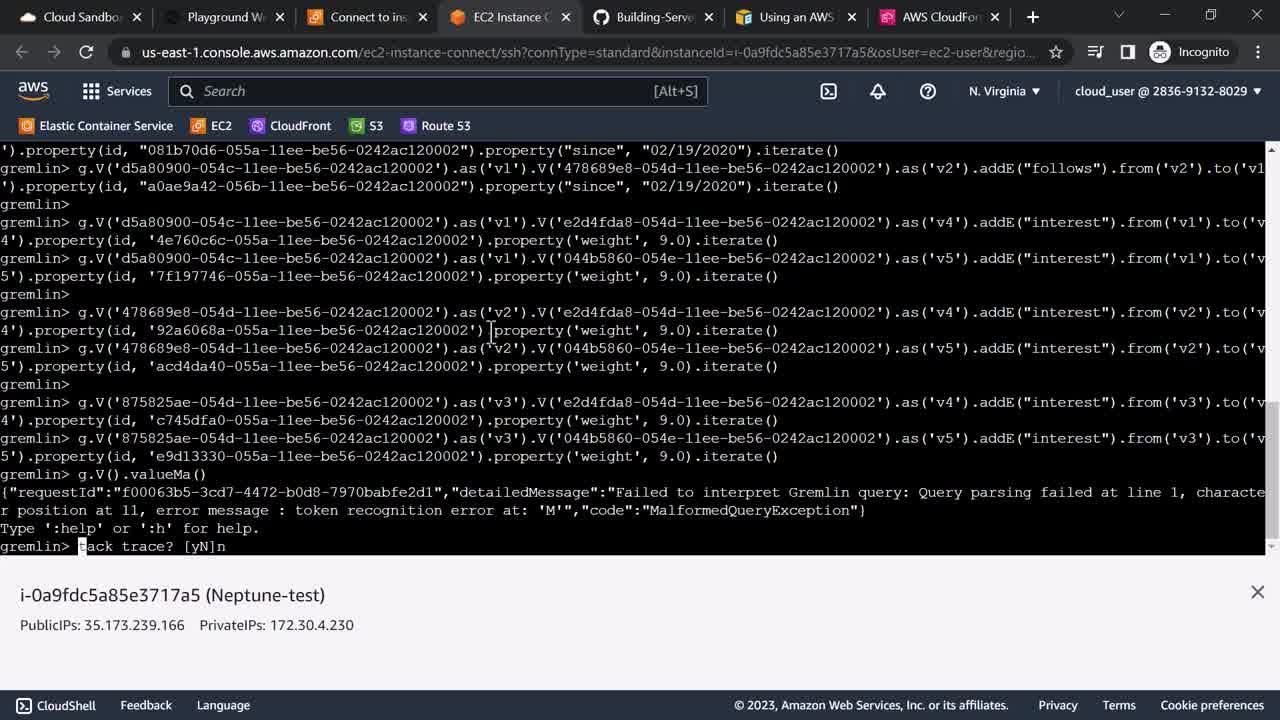 Cloud Sandbo
Playground W
Connect to ins
EC2 Instance C
Building-Serve
Using an AWS
AWS CloudFor
us-east-1.console.aws.amazon.com/ec2-instance-connect/ssh?connType=standard&instanceId=i-0a9fdc5a85e3717a5&osUser=ec2-user&regio...
Incognito
aws
Services
Search
[Alt+S]
N. Virginia
cloud_user @ 2836-9132-8029
Elastic Container Service
EC2
CloudFront
S3
Route 53
').property(id, "081b70d6-055a-11ee-be56-0242ac120002").property("since", "02/19/2020").iterate()
gremlin> g.V('d5a80900-054c-11ee-be56-0242ac120002').as('v1').V('478689e8-054d-11ee-be56-0242ac120002').as('v2').addE("follows").from('v2').to('v1
').property(id, "a0ae9a42-056b-11ee-be56-0242ac120002").property("since", "02/19/2020").iterate()
gremlin>
gremlin> g.V('d5a80900-054c-11ee-be56-0242ac120002').as('v1').V('e2d4fda8-054d-11ee-be56-0242ac120002').as('v4').addE("interest").from('v1').to('v
4').property(id, '4e760c6c-055a-11ee-be56-0242ac120002').property('weight', 9.0).iterate()
gremlin> g.V('d5a80900-054c-11ee-be56-0242ac120002').as('v1').V('044b5860-054e-11ee-be56-0242ac120002').as('v5').addE("interest").from('v1').to('v
5').property(id, '7f197746-055a-11ee-be56-0242ac120002').property('weight', 9.0).iterate()
gremlin>
gremlin> g.V('478689e8-054d-11ee-be56-0242ac120002').as('v2').V('e2d4fda8-054d-11ee-be56-0242ac120002').as('v4').addE("interest").from('v2').to('v
4').property(id, '92a6068a-055a-11ee-be56-0242ac120002').property('weight', 9.0).iterate()
gremlin> g.V('478689e8-054d-11ee-be56-0242ac120002').as('v2').V('044b5860-054e-11ee-be56-0242ac120002').as('v5').addE("interest").from('v2').to('v
5').property(id, 'acd4da40-055a-11ee-be56-0242ac120002').property('weight', 9.0).iterate()
gremlin>
gremlin> g.V('875825ae-054d-11ee-be56-0242ac120002').as('v3').V('e2d4fda8-054d-11ee-be56-0242ac120002').as('v4').addE("interest").from('v3').to('v
4').property(id, 'c745dfa0-055a-11ee-be56-0242ac120002').property('weight', 9.0).iterate()
gremlin> g.V('875825ae-054d-11ee-be56-0242ac120002').as('v3').V('044b5860-054e-11ee-be56-0242ac120002').as('v5').addE("interest").from('v3').to('v
5').property(id, 'e9d13330-055a-11ee-be56-0242ac120002').property('weight', 9.0).iterate()
gremlin> g.V().valueMa()
{"requestId":"f00063b5-3cd7-4472-b0d8-7970babfe2d1","detailedMessage":"Failed to interpret Gremlin query: Query parsing failed at line 1, characte
r position at 11, error message : token recognition error at: 'M'","code":"MalformedQueryException"}
Type ':help' or ':h' for help.
gremlin> tack trace? [yN]n
i-0a9fdc5a85e3717a5 (Neptune-test)
PublicIPs: 35.173.239.166 PrivateIPs: 172.30.4.230
CloudShell
Feedback
Language
© 2023, Amazon Web Services, Inc. or its affiliates.
Privacy
Terms
Cookie preferences